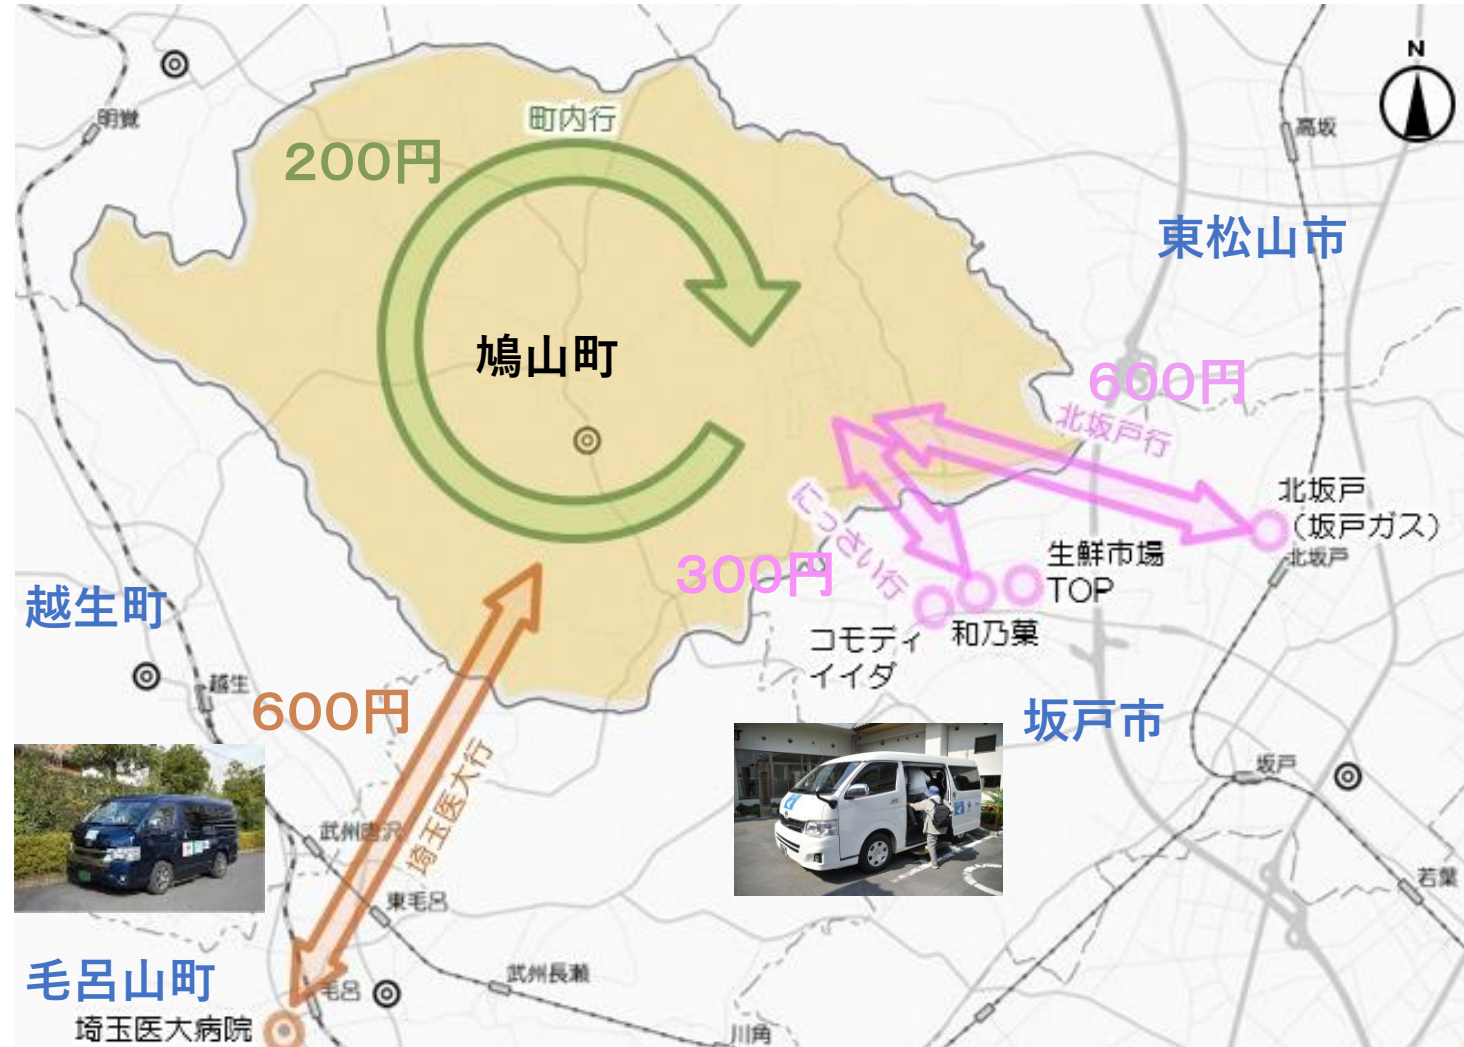 N
明覚
町内行
高坂
200円
東松山市
鳩山町
600円
北坂戸行
北坂戸
（坂戸ガス）
北坂戸
にっさい行
300円
生鮮市場
TOP
越生町
コモディ
イイダ
和乃菓
越生
600円
坂戸市
坂戸
埼玉医大行
武州唐沢
若葉
東毛呂
毛呂山町
武州長瀬
毛呂
埼玉医大病院
川角